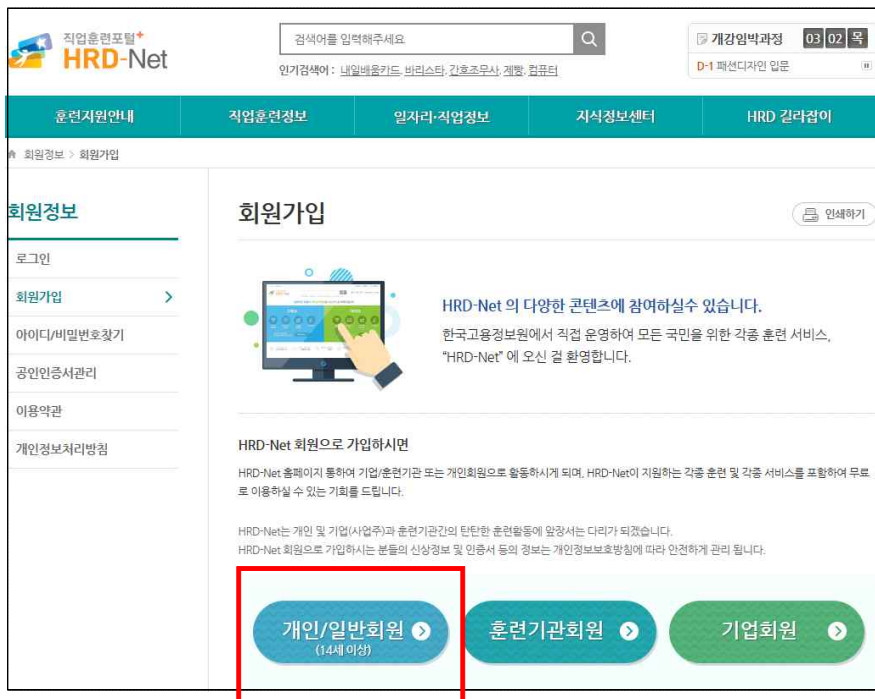 직업훈련포털+
HRD-Net
검색어를 입력해주세요
인기검색어 : 내일배움카드, 바리스타, 간호조무사, 제빵, 컴퓨터
개강임박과정 03 02 목
D-1 패션디자인 입문
훈련지원안내 직업훈련정보 일자리·직업정보 지식정보센터 HRD 길라잡이
회원정보 > 회원가입
회원정보
로그인
회원가입
아이디/비밀번호찾기
공인인증서관리
이용약관
개인정보처리방침
회원가입
인쇄하기
HRD-Net 의 다양한 콘텐츠에 참여하실수 있습니다.
한국고용정보원에서 직접 운영하여 모든 국민을 위한 각종 훈련 서비스,
“HRD-Net” 에 오신 걸 환영합니다.
HRD-Net 회원으로 가입하시면
HRD-Net 홈페이지 통하여 기업/훈련기관 또는 개인회원으로 활동하시게 되며, HRD-Net이 지원하는 각종 훈련 및 각종 서비스를 포함하여 무료
로 이용하실 수 있는 기회를 드립니다.
HRD-Net는 개인 및 기업(사업주)과 훈련기관간의 탄탄한 훈련활동에 앞장서는 다리가 되겠습니다.
HRD-Net 회원으로 가입하시는 분들의 신상정보 및 인증서 등의 정보는 개인정보보호방침에 따라 안전하게 관리 됩니다.
개인/일반회원
(14세 이상)
훈련기관회원
기업회원